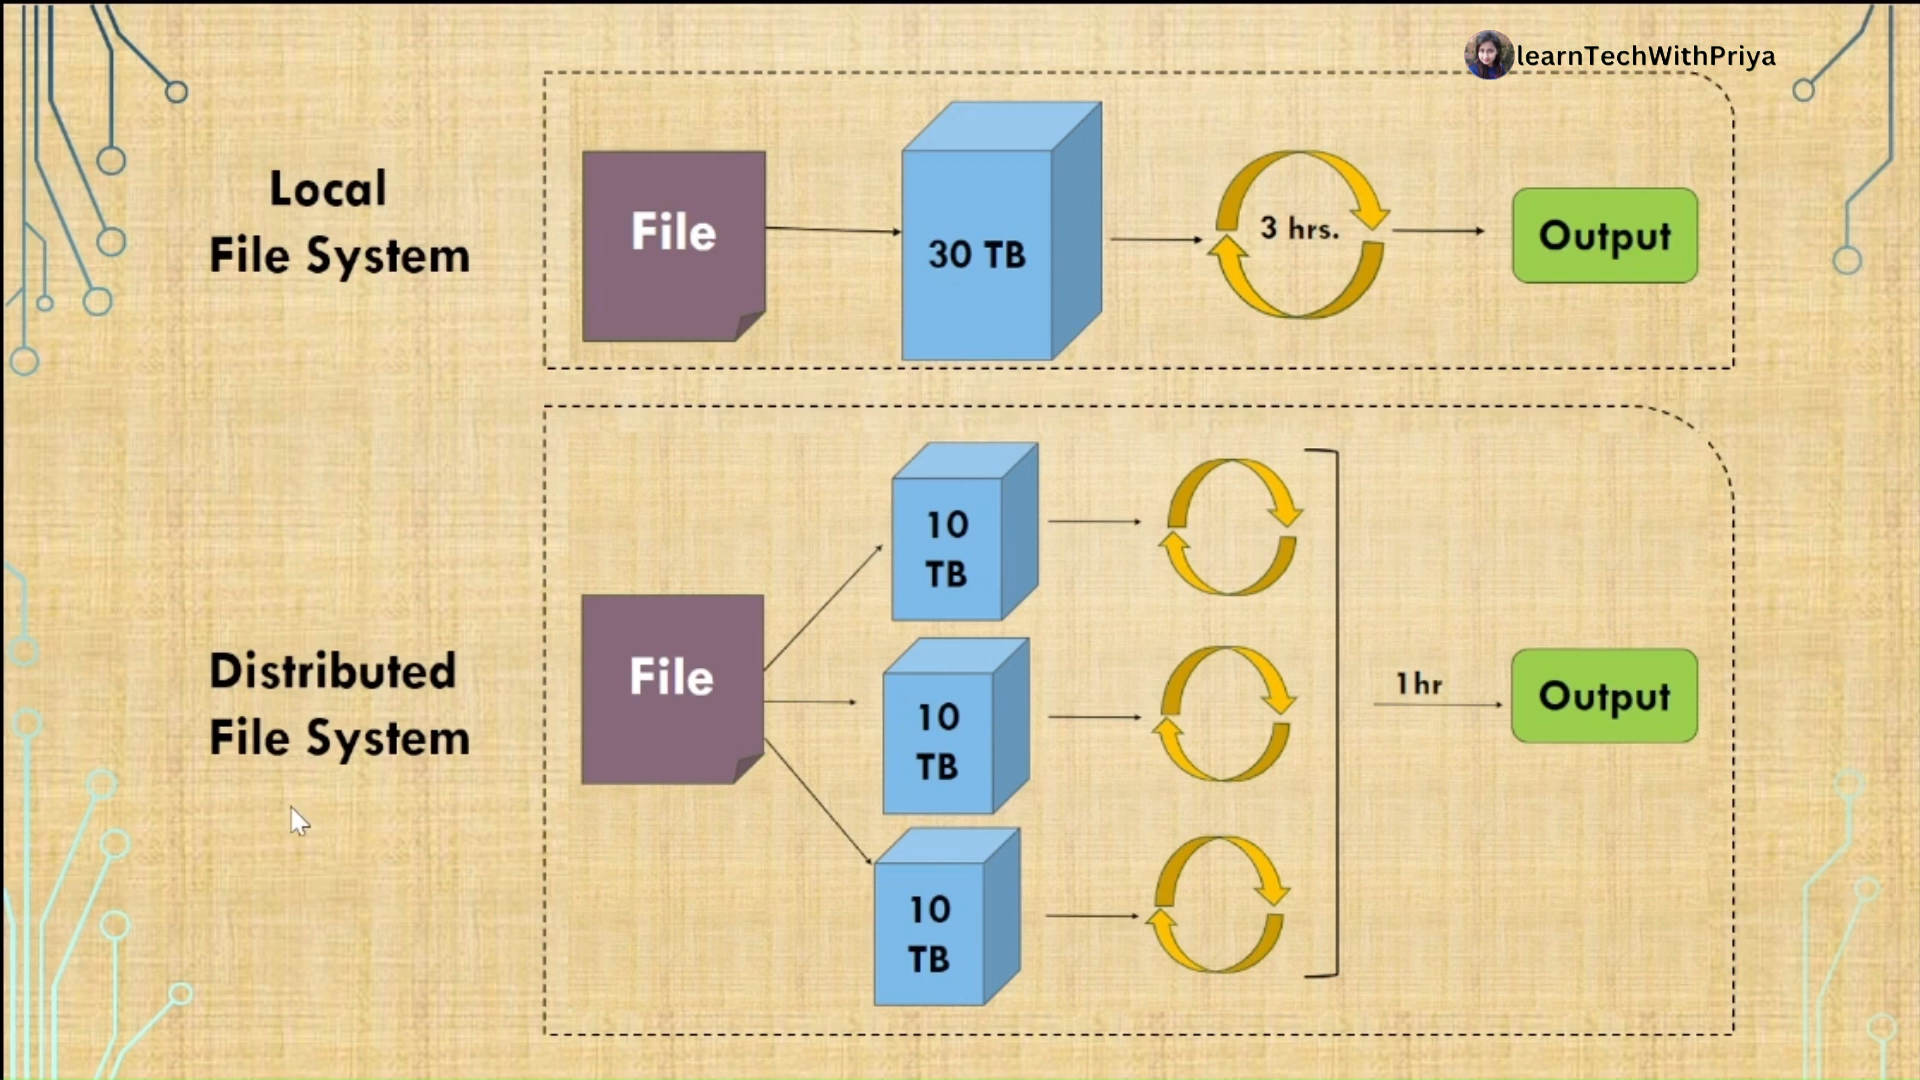 learnTechWithPriya
Local
File System
File
30 TB
3 hrs.
Output
Distributed
File System
File
10
TB
10
TB
10
TB
1hr
Output